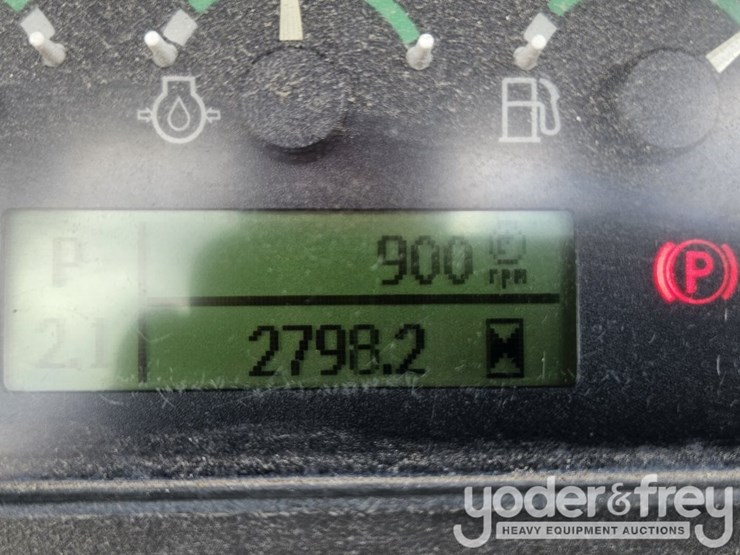 P 900 rpm
2.1 2798.2
P
yoder&frey
HEAVY EQUIPMENT AUCTIONS